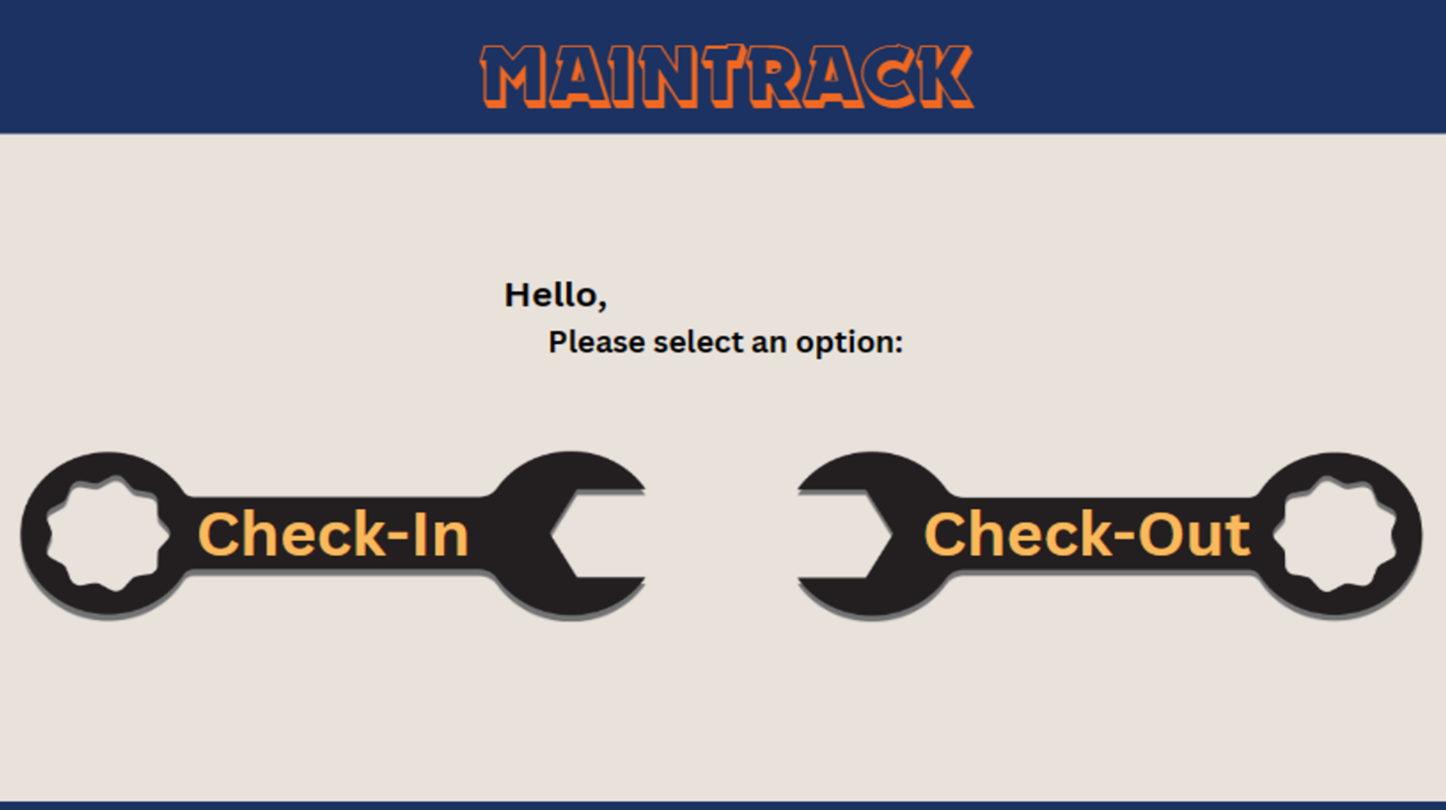 MAINTRACK
Hello,
Please select an option:
Check-In
Check-Out